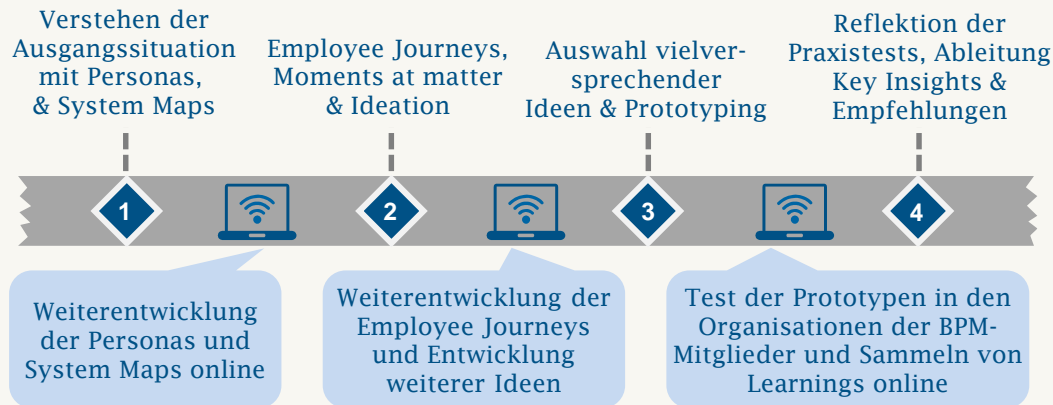 Verstehen der
Ausgangssituation
mit Personas,
& System Maps
Employee Journeys,
Moments at matter
& Ideation
Auswahl vielver-
sprechender
Ideen & Prototyping
Reflektion der
Praxistests, Ableitung
Key Insights &
Empfehlungen
1
2
3
4
Weiterentwicklung
der Personas und
System Maps online
Weiterentwicklung der
Employee Journeys
und Entwicklung
weiterer Ideen
Test der Prototypen in den
Organisationen der BPM-
Mitglieder und Sammeln von
Learnings online